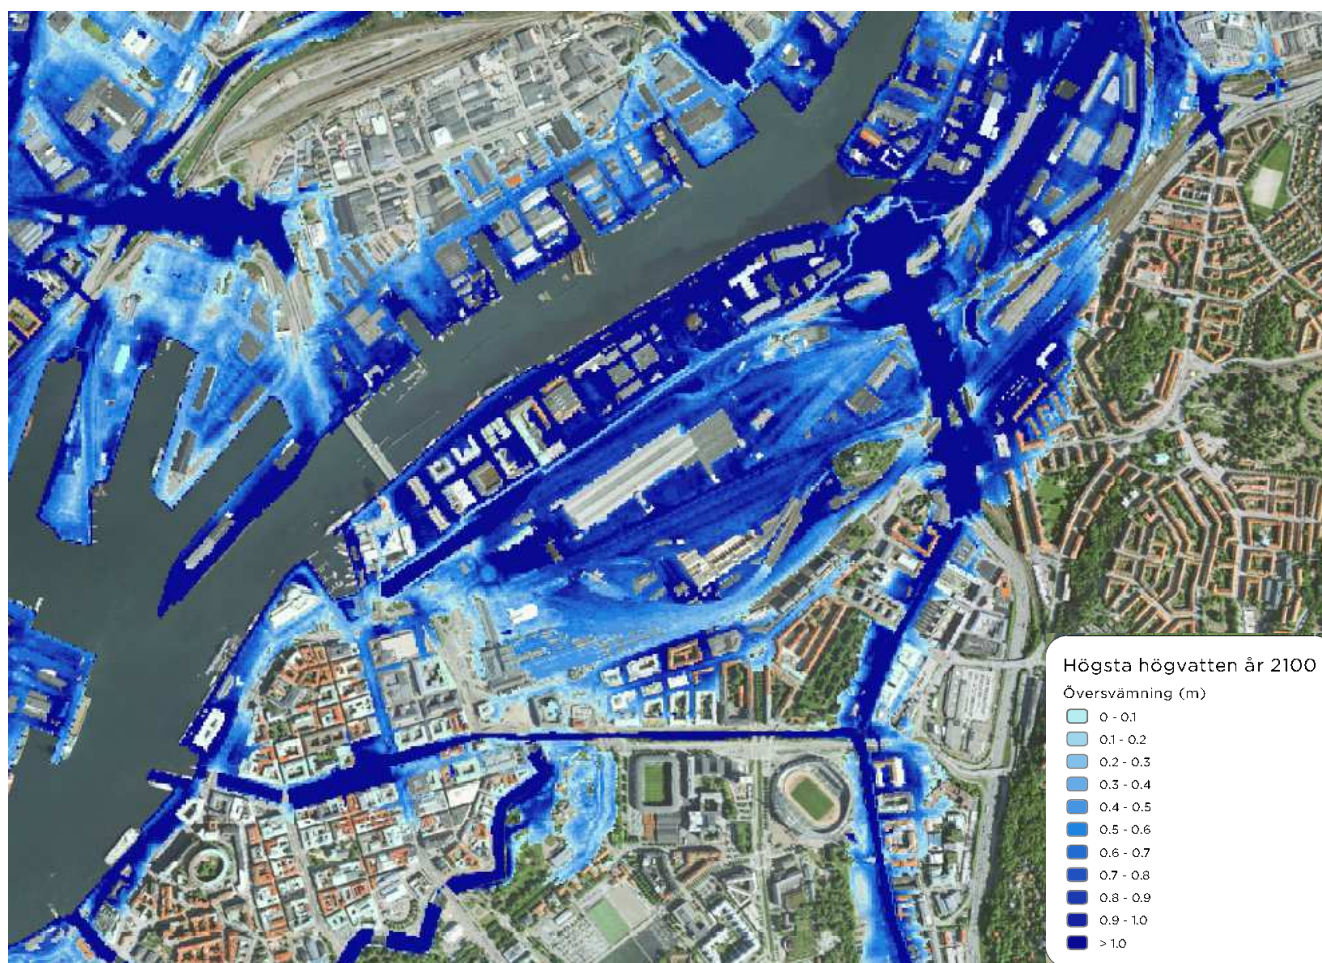 Högsta högvatten år 2100
Översvämning (m)
0 - 0.1
0.1 - 0.2
0.2 - 0.3
0.3 - 0.4
0.4 - 0.5
0.5 - 0.6
0.6 - 0.7
0.7 - 0.8
0.8 - 0.9
0.9 - 1.0
> 1.0